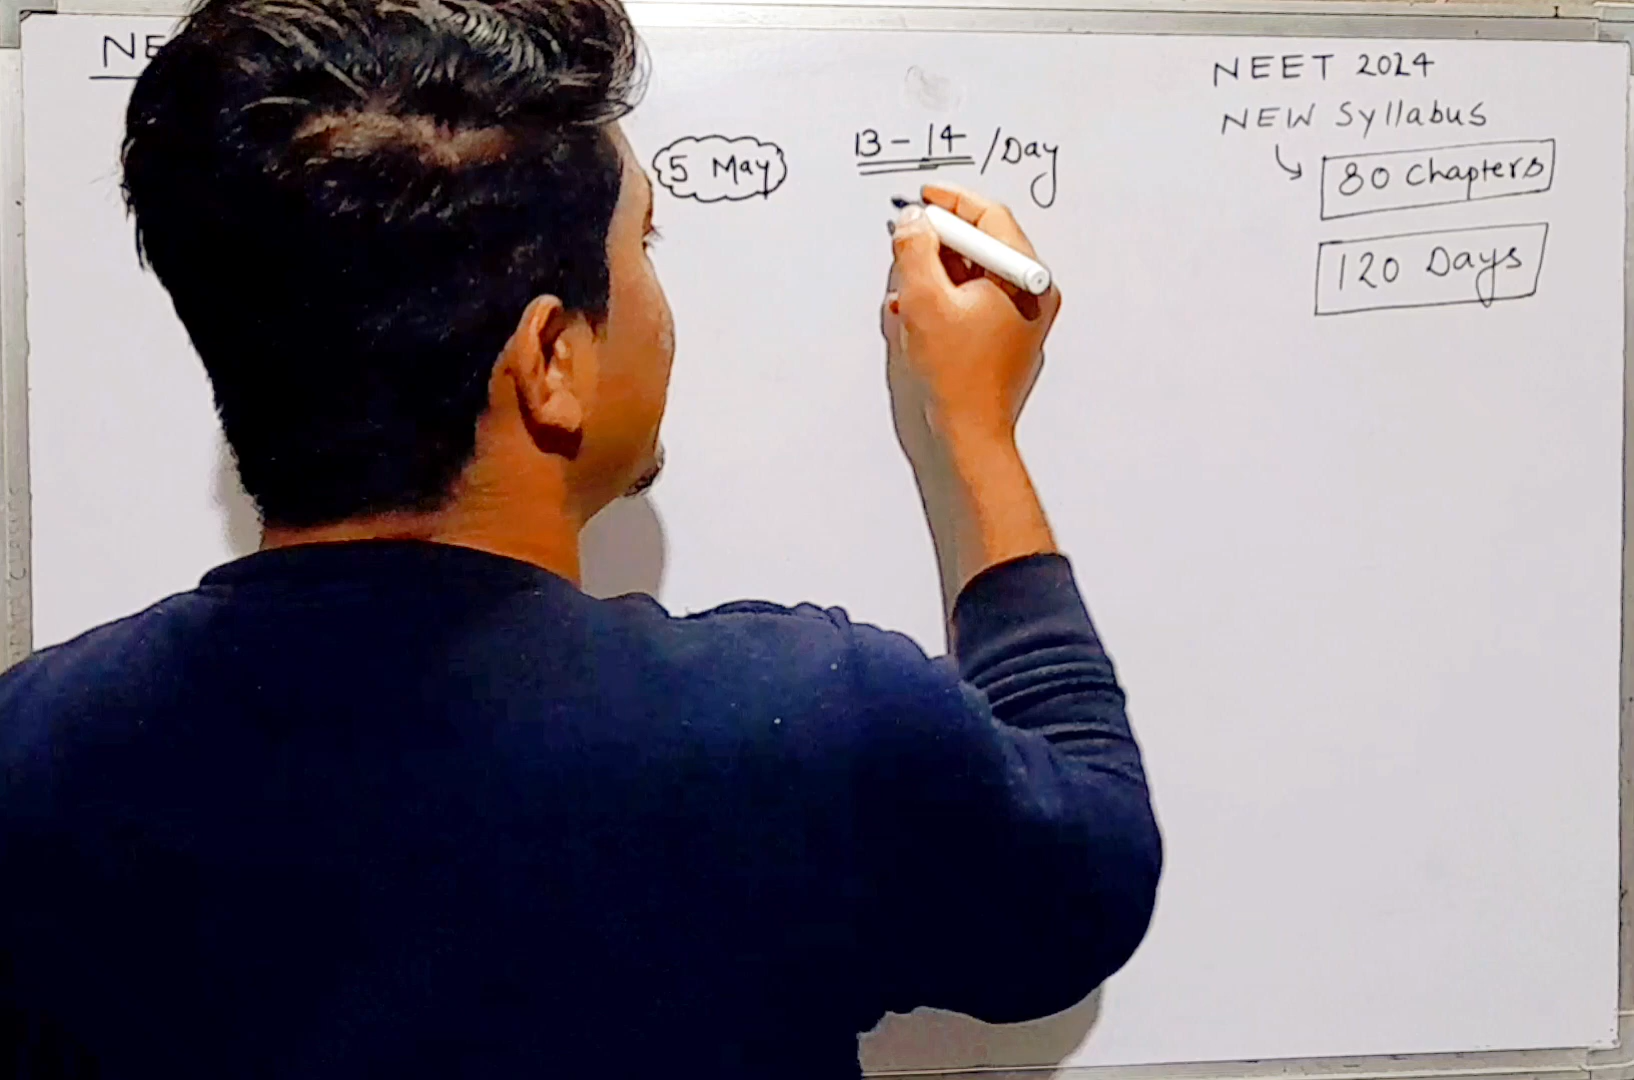 NE
5 May
13 - 14 /Day
NEET 2024
NEW Syllabus
80 Chapters
120 Days